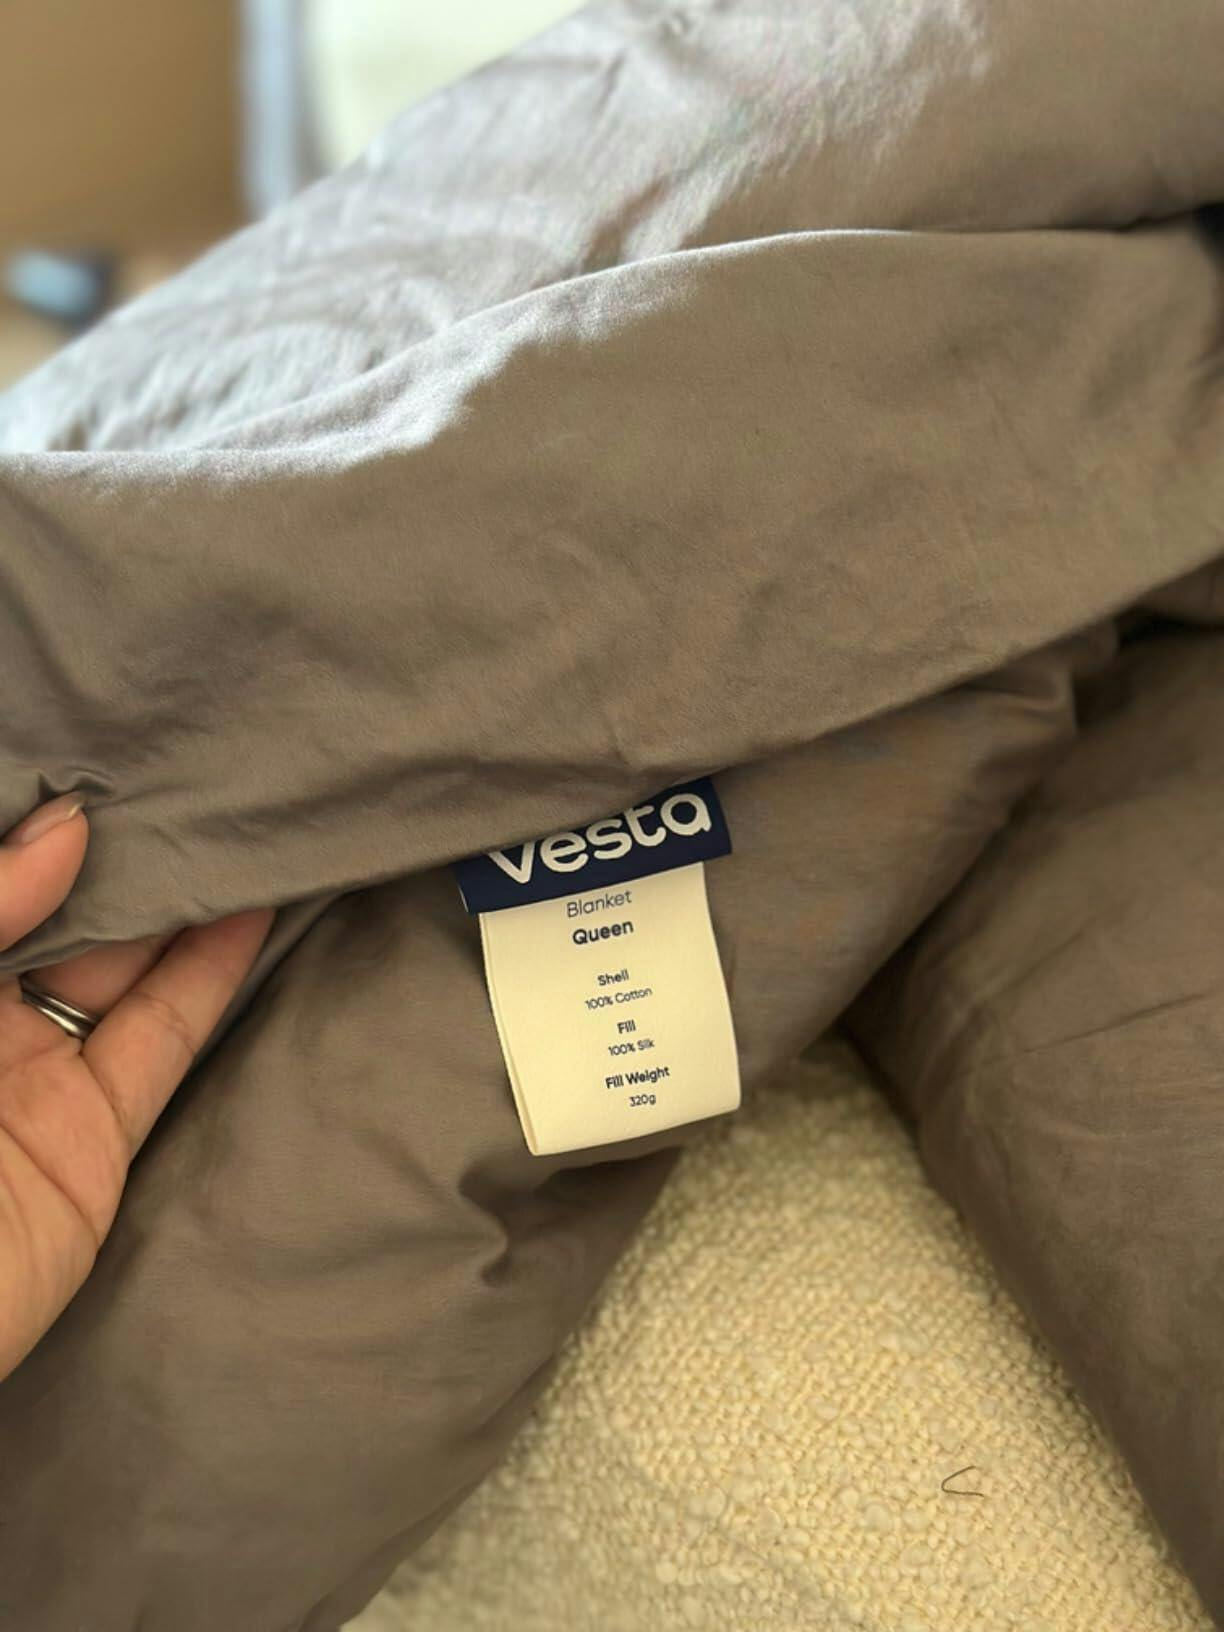 vesta
Blanket
Queen
Shell
100% Cotton
Fill
100% Silk
Fill Weight
320g